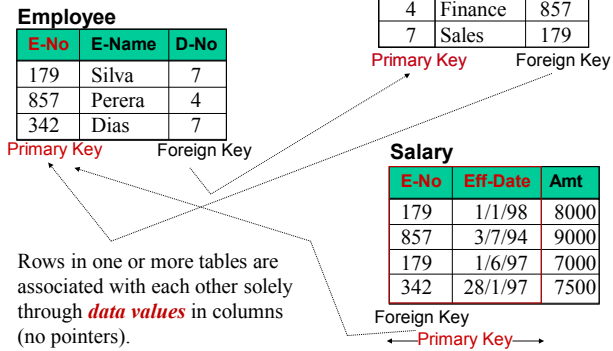 Employee
E-No E-Name D-No
179 Silva 7
857 Perera 4
342 Dias 7
Primary Key Foreign Key
4 Finance 857
7 Sales 179
Primary Key Foreign Key
Salary
E-No Eff-Date Amt
179 1/1/98 8000
857 3/7/94 9000
179 1/6/97 7000
342 28/1/97 7500
Foreign Key
Primary Key
Rows in one or more tables are
associated with each other solely
through data values in columns
(no pointers).